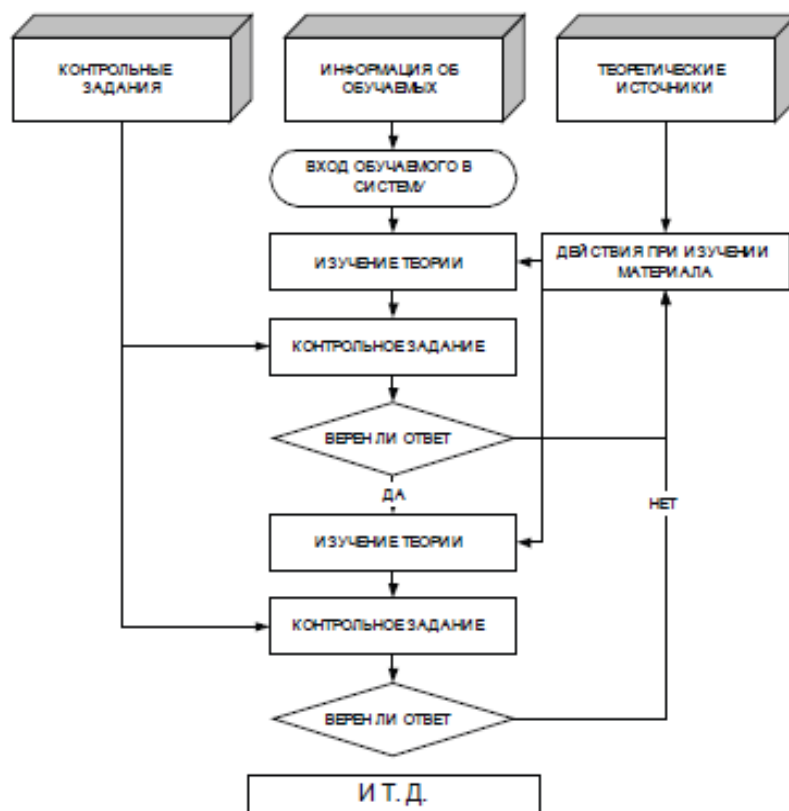 КОНТРОЛЬНЫЕ
ЗАДАНИЯ
ИНФОРМАЦИЯ ОБ
ОБУЧАЕМЫХ
ТЕОРЕТИЧЕСКИЕ
ИСТОЧНИКИ
ВХОД ОБУЧАЕМОГО В
СИСТЕМУ
ИЗУЧЕНИЕ ТЕОРИИ
ДЕЙСТВИЯ ПРИ ИЗУЧЕНИИ
МАТЕРИАЛА
КОНТРОЛЬНОЕ ЗАДАНИЕ
ВЕРЕН ЛИ ОТВЕТ
ДА
НЕТ
ИЗУЧЕНИЕ ТЕОРИИ
КОНТРОЛЬНОЕ ЗАДАНИЕ
ВЕРЕН ЛИ ОТВЕТ
И Т. Д.